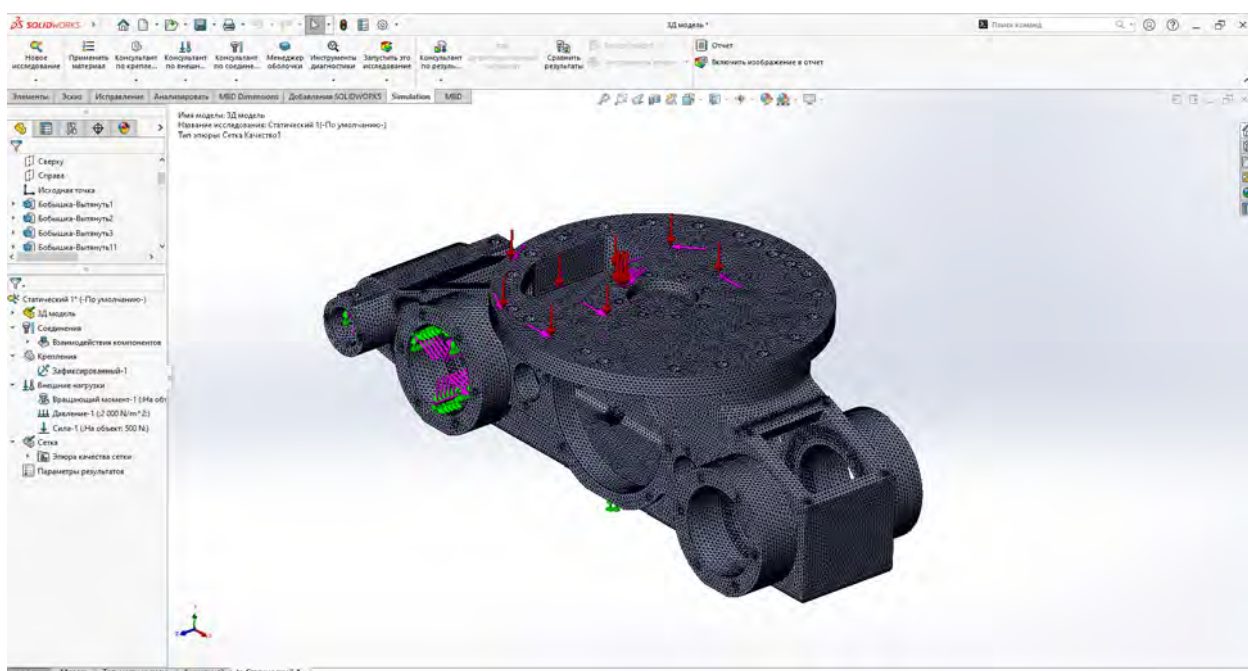 SOLIDWORKS
3Д модель *
Поиск команд
Новое исследование
Применить материал
Консультант по крепле...
Консультант по внешн...
Консультант по соедине...
Менеджер оболочки
Инструменты диагностики
Запустить это исследование
Консультант по резуль...
Сравнить результаты
Отчет
Включить изображение в отчет
Элементы
Эскиз
Исправление
Анализировать
MBD Dimensions
Добавления SOLIDWORKS
Simulation
MBD
Имя модели: 3Д модель
Название исследования: Статический 1(-По умолчанию-)
Тип эпюры: Сетка Качество1
Сверху
Справа
Исходная точка
Бобышка-Вытянуть1
Бобышка-Вытянуть2
Бобышка-Вытянуть3
Бобышка-Вытянуть11
Статический 1* (-По умолчанию-)
3Д модель
Соединения
Взаимодействия компонентов
Крепления
Зафиксированный-1
Внешние нагрузки
Вращающий момент-1 (:На об
Давление-1 (:2 000 N/m^2:)
Сила-1 (:На объект: 500 N:)
Сетка
Эпюра качества сетки
Параметры результатов